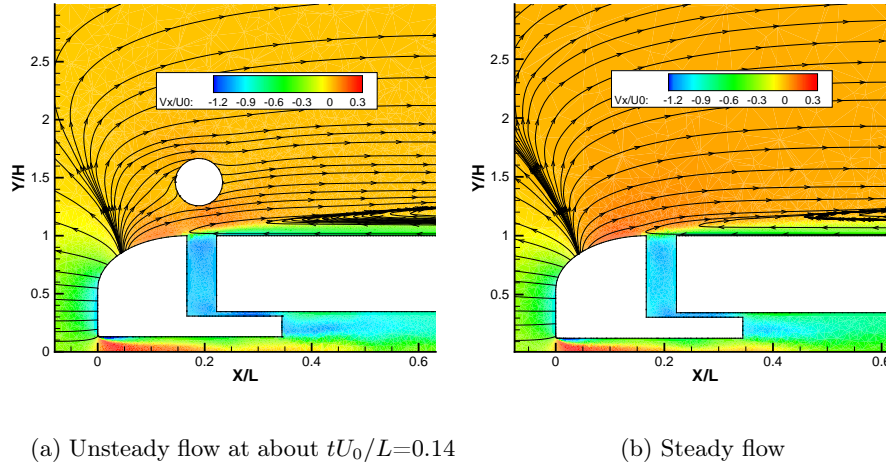 Y/H
2.5
2
1.5
1
0.5
0
0
0.2
0.4
0.6
X/L
Vx/U0: -1.2 -0.9 -0.6 -0.3 0 0.3
Y/H
2.5
2
1.5
1
0.5
0
0
0.2
0.4
0.6
X/L
Vx/U0: -1.2 -0.9 -0.6 -0.3 0 0.3
(a) Unsteady flow at about tU₀/L=0.14
(b) Steady flow